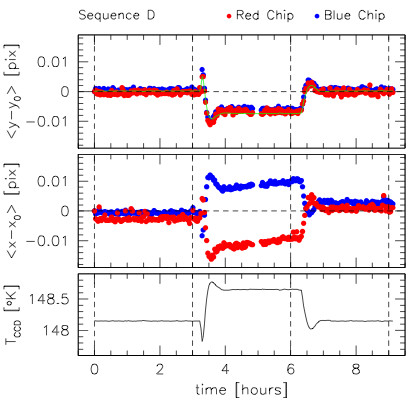 Sequence D
Red Chip
Blue Chip
<y−y₀> [pix]
0.01
0
−0.01
<x−x₀> [pix]
0.01
0
−0.01
T_CCD [°K]
148.5
148
0 2 4 6 8
time [hours]